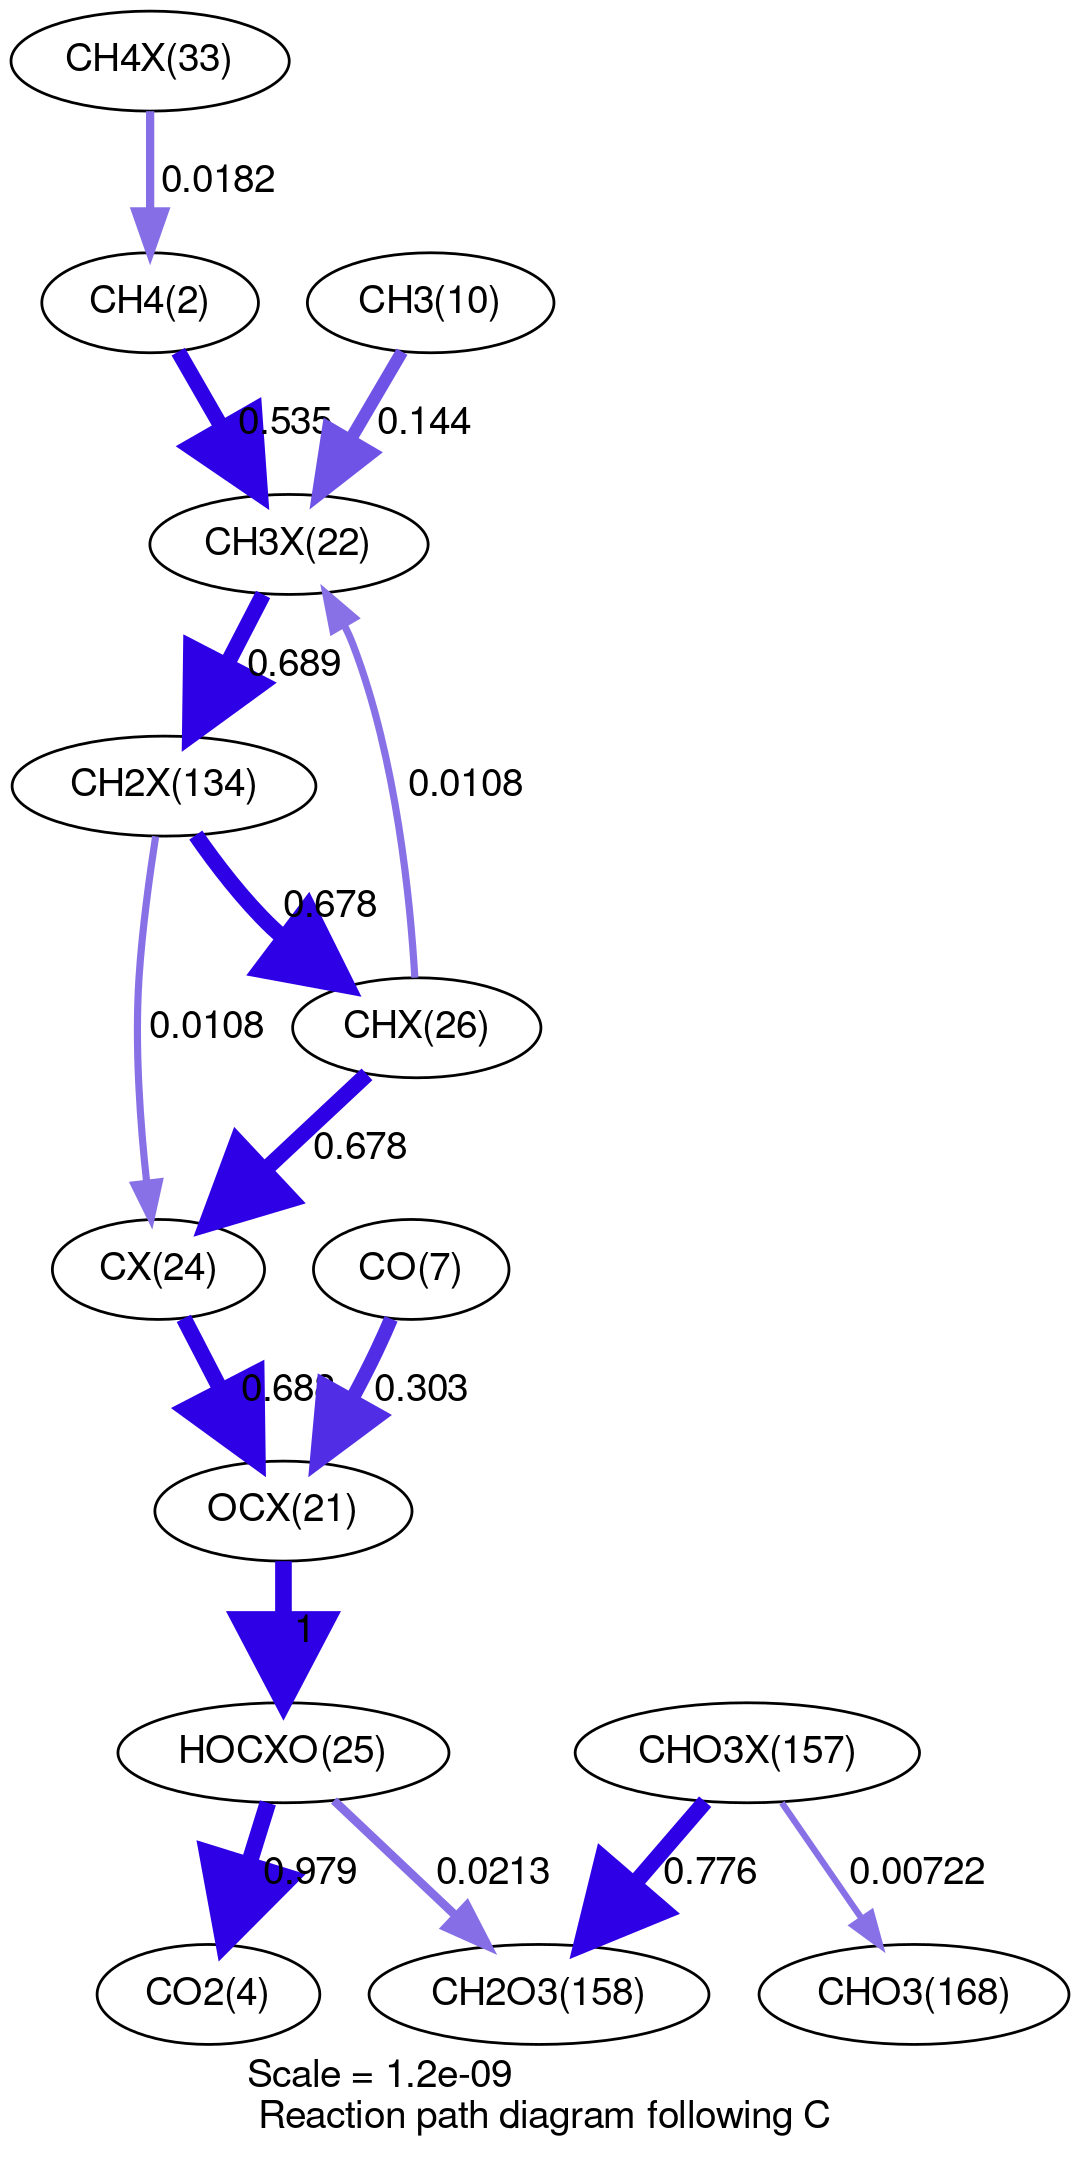 CH4X(33)
0.0182
CH4(2)
CH3(10)
0.535
0.144
CH3X(22)
0.689
0.0108
CH2X(134)
0.678
0.0108
CHX(26)
0.678
CX(24)
CO(7)
0.303
OCX(21)
1
HOCXO(25)
CHO3X(157)
0.979
0.0213
0.776
0.00722
CO2(4)
CH2O3(158)
CHO3(168)
Scale = 1.2e-09
Reaction path diagram following C